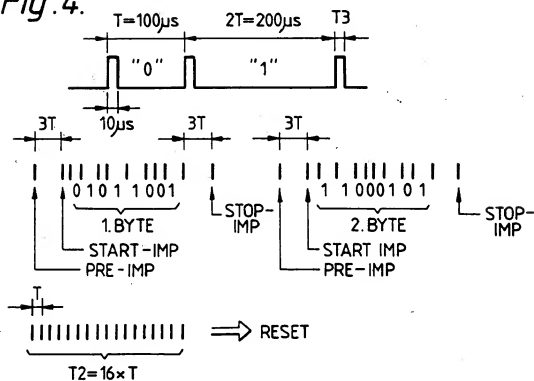 Fig. 4.
T=100µs 2T=200µs T3
"0" "1"
10µs
3T 3T 3T
0 1 0 1 1 0 0 1 1 1 0 0 0 1 0 1
1. BYTE STOP-IMP 2. BYTE STOP-IMP
START-IMP START IMP
PRE-IMP PRE-IMP
T
RESET
T2=16×T